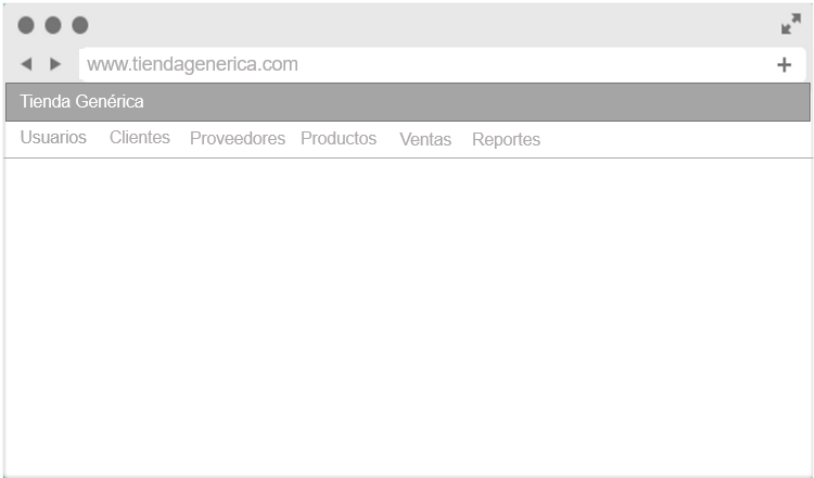 www.tiendagenerica.com
Tienda Genérica
Usuarios Clientes Proveedores Productos Ventas Reportes